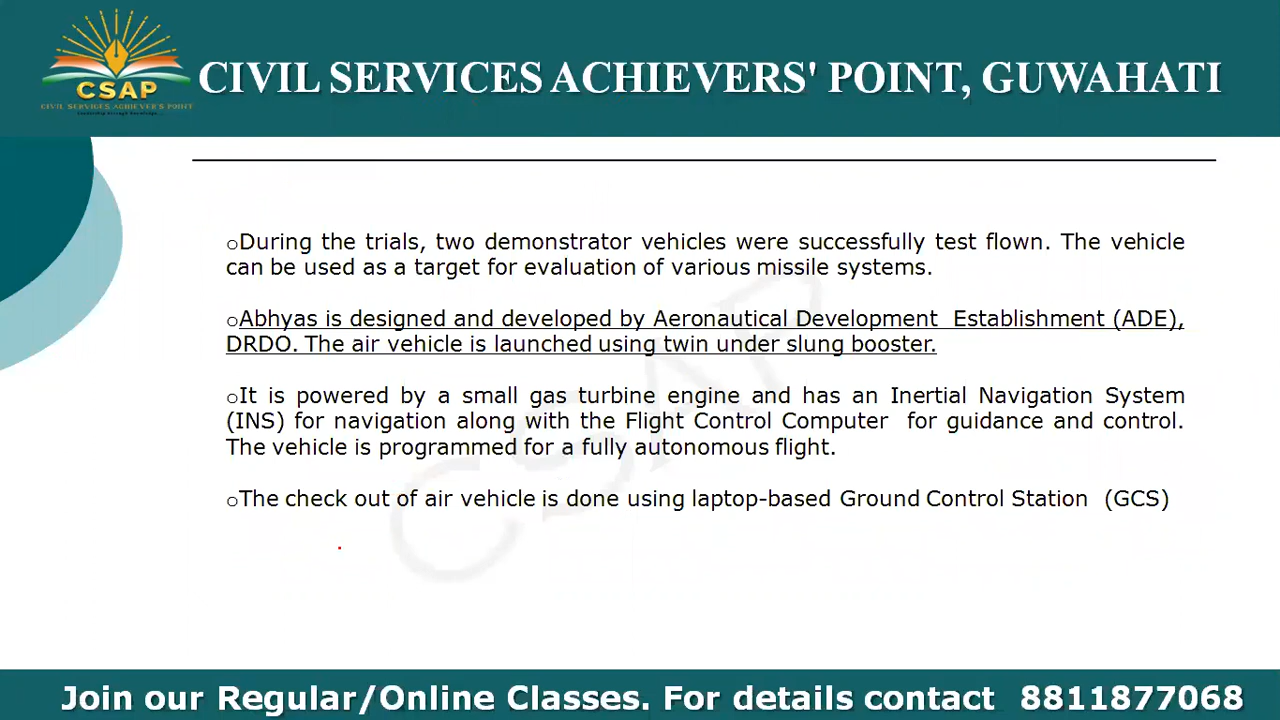 CSAP
CIVIL SERVICES ACHIEVER'S POINT
CIVIL SERVICES ACHIEVERS' POINT, GUWAHATI
oDuring the trials, two demonstrator vehicles were successfully test flown. The vehicle
can be used as a target for evaluation of various missile systems.
oAbhyas is designed and developed by Aeronautical Development Establishment (ADE),
DRDO. The air vehicle is launched using twin under slung booster.
oIt is powered by a small gas turbine engine and has an Inertial Navigation System
(INS) for navigation along with the Flight Control Computer for guidance and control.
The vehicle is programmed for a fully autonomous flight.
oThe check out of air vehicle is done using laptop-based Ground Control Station (GCS)
CSAP
Join our Regular/Online Classes. For details contact 8811877068